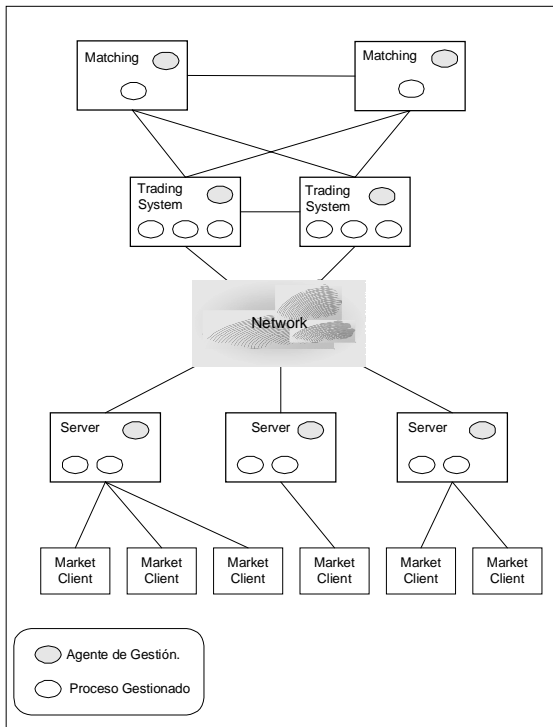 Matching
Matching
Trading
System
Trading
System
Network
Server
Server
Server
Market
Client
Market
Client
Market
Client
Market
Client
Market
Client
Market
Client
Agente de Gestión.
Proceso Gestionado